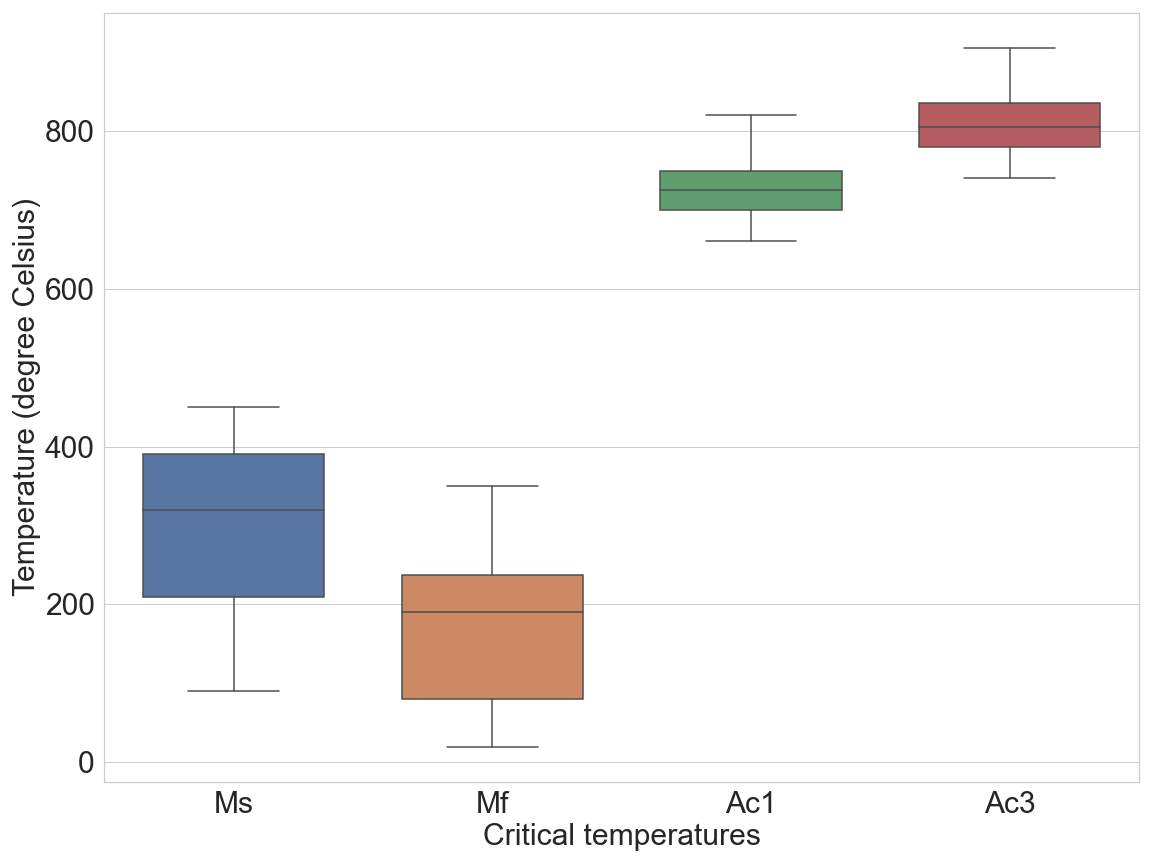 Temperature (degree Celsius)
800
600
400
200
0
Ms Mf Ac1 Ac3
Critical temperatures